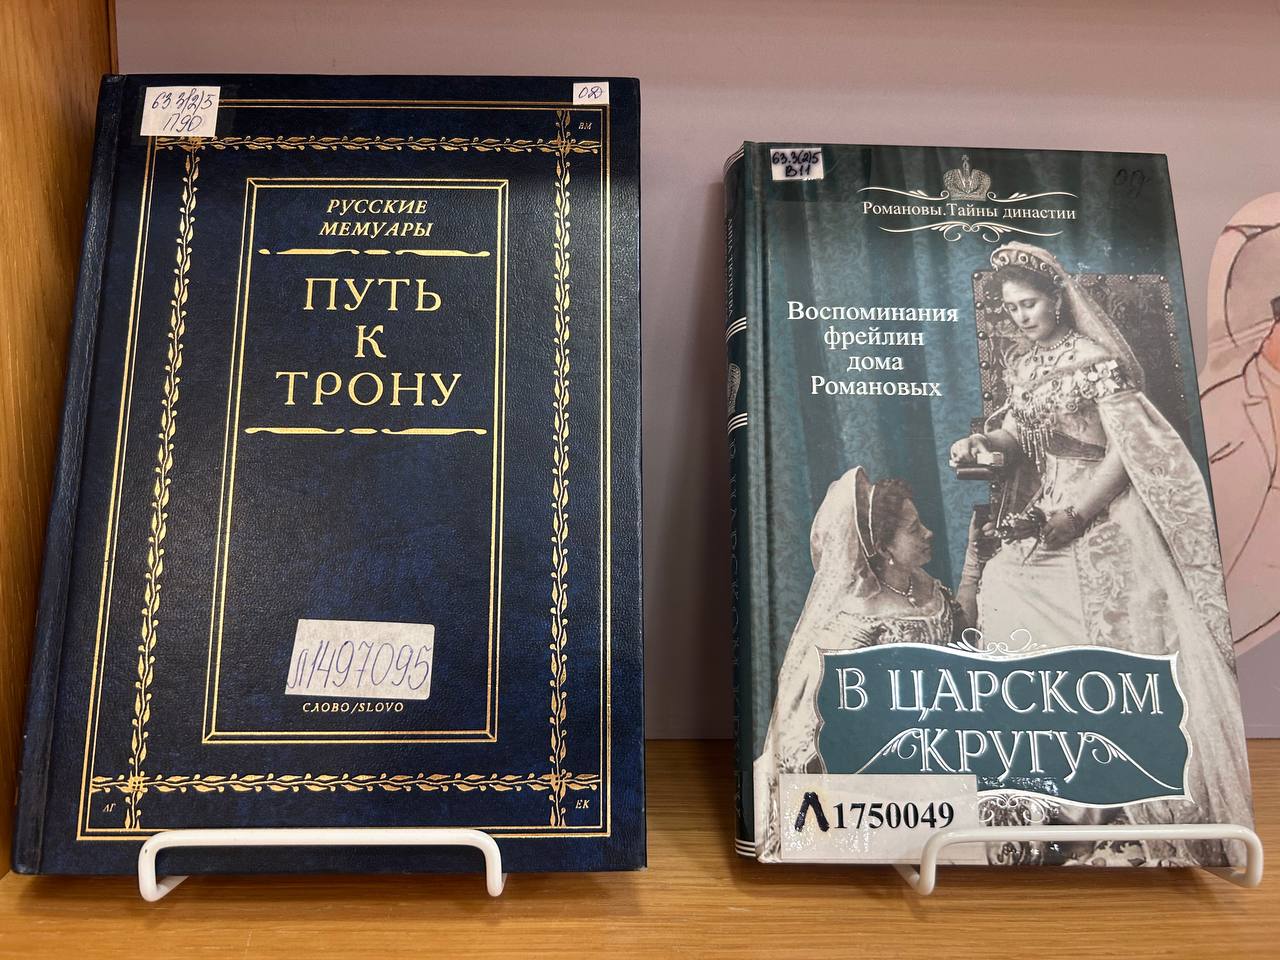 63.3(2)5
П90
ОД
ВМ
РУССКИЕ
МЕМУАРЫ
ПУТЬ
К
ТРОНУ
Л1497095
СЛОВО/SLOVO
ЛГ
ЕК
63.3(2)5
В11
Романовы. Тайны династии
Воспоминания
фрейлин
дома
Романовых
В ЦАРСКОМ
КРУГУ
Л1750049